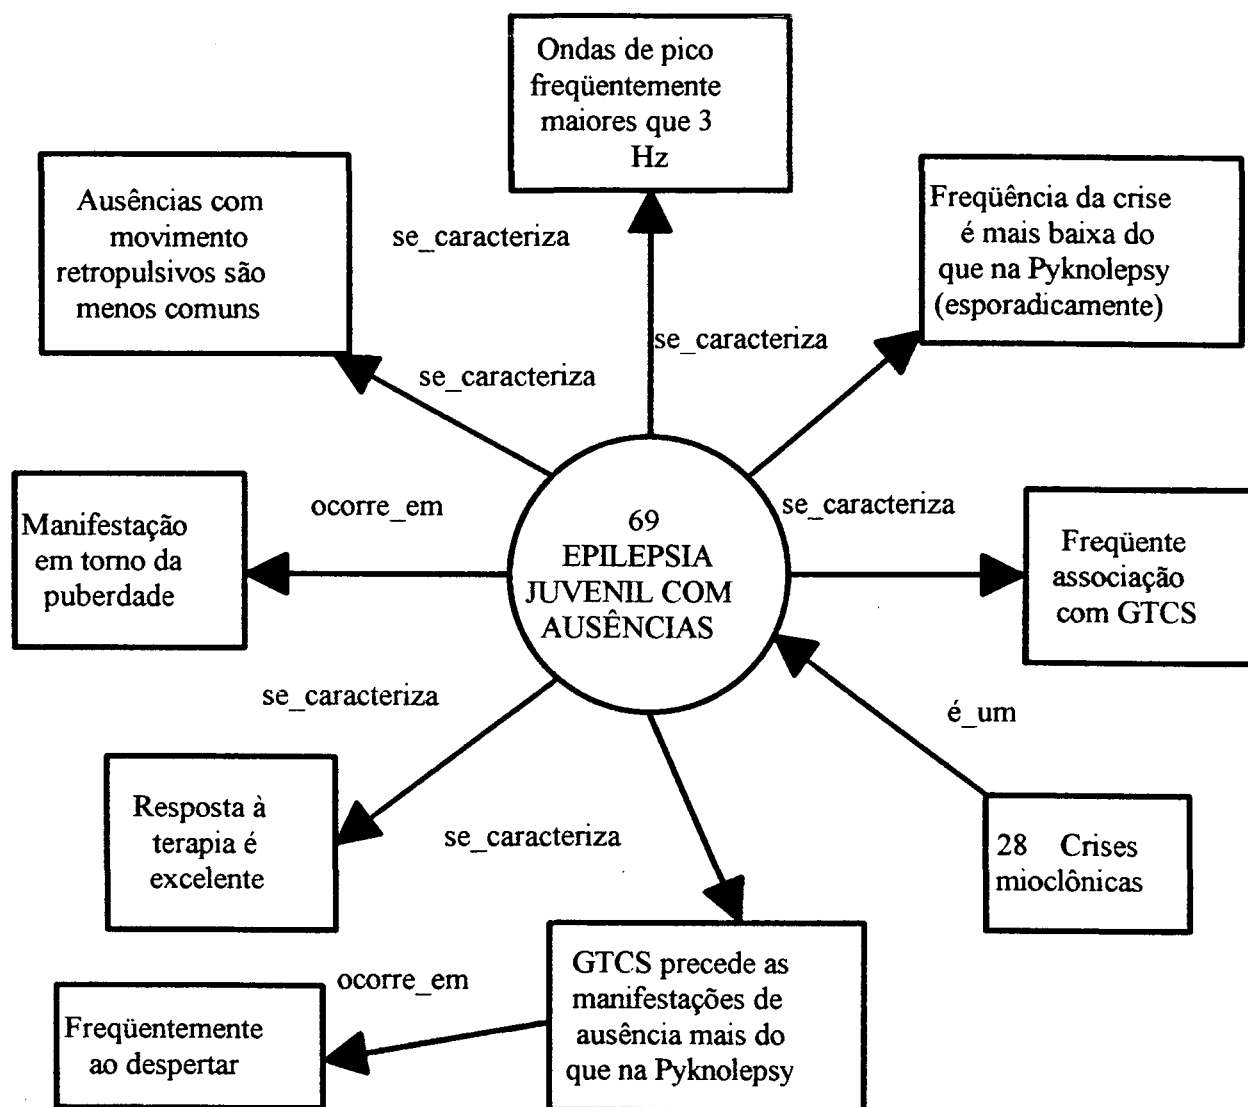 Ondas de pico
freqüentemente
maiores que 3
Hz
Ausências com
movimento
retropulsivos são
menos comuns
se_caracteriza
Freqüência da crise
é mais baixa do
que na Pyknolepsy
(esporadicamente)
se_caracteriza
se_caracteriza
Manifestação
em torno da
puberdade
ocorre_em
69
EPILEPSIA
JUVENIL COM
AUSÊNCIAS
se_caracteriza
Freqüente
associação
com GTCS
se_caracteriza
é_um
Resposta à
terapia é
excelente
se_caracteriza
28 Crises
mioclônicas
ocorre_em
GTCS precede as
manifestações de
ausência mais do
que na Pyknolepsy
Freqüentemente
ao despertar